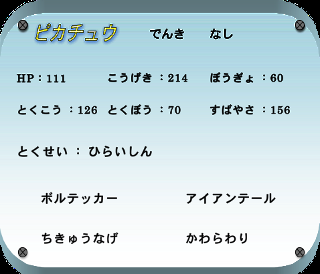 ピカチュウ でんき なし
HP：111 こうげき：214 ぼうぎょ：60
とくこう：126 とくぼう：70 すばやさ：156
とくせい：ひらいしん
ボルテッカー アイアンテール
ちきゅうなげ かわらわり